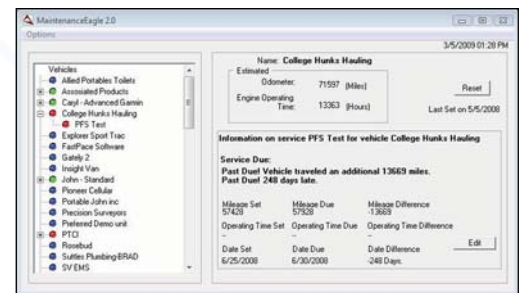 MaintenanceEagle 2.0
Options
3/5/2009 01:28 PM
Vehicles
Allied Portables Toilets
Associated Products
Caryl - Advanced Garmin
College Hunks Hauling
PFS Test
Explorer Sport Trac
FastPace Software
Gately 2
Insight Van
John - Standard
Pioneer Cellular
Portable John inc
Precision Surveyors
Preferred Demo unit
PTCI
Rosebud
Suttles Plumbing-BRAD
SV EMS
Name: College Hunks Hauling
Estimated
Odometer: 71597 (Miles)
Engine Operating
Time: 13363 (Hours)
Reset
Last Set on 5/5/2008
Information on service PFS Test for vehicle College Hunks Hauling
Service Due:
Past Due! Vehicle traveled an additional 13669 miles.
Past Due! 248 days late.
Mileage Set Mileage Due Mileage Difference
57428 57928 -13669
Operating Time Set Operating Time Due Operating Time Difference
-- -- --
Date Set Date Due Date Difference
6/25/2008 6/30/2008 -248 Days.
Edit